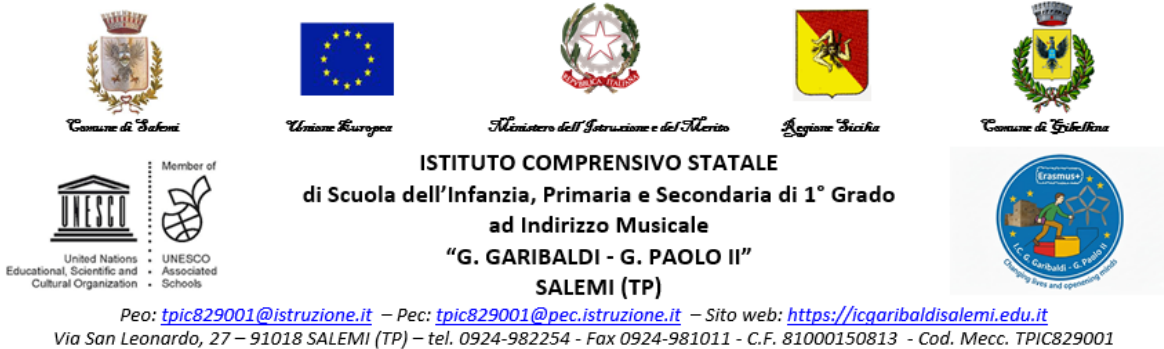 REPVBBLICA ITALIANA
Comune di Salemi
Unione Europea
Ministero dell'Istruzione e del Merito
Regione Sicilia
Comune di Gibellina
Member of
UNESCO
United Nations
Educational, Scientific and
Cultural Organization
UNESCO
Associated
Schools
ISTITUTO COMPRENSIVO STATALE
di Scuola dell'Infanzia, Primaria e Secondaria di 1° Grado
ad Indirizzo Musicale
“G. GARIBALDI - G. PAOLO II”
SALEMI (TP)
Erasmus+
I.C. G. Garibaldi - G. Paolo II
Changing lives and openening minds
Peo: tpic829001@istruzione.it – Pec: tpic829001@pec.istruzione.it – Sito web: https://icgaribaldisalemi.edu.it
Via San Leonardo, 27 – 91018 SALEMI (TP) – tel. 0924-982254 - Fax 0924-981011 - C.F. 81000150813 - Cod. Mecc. TPIC829001